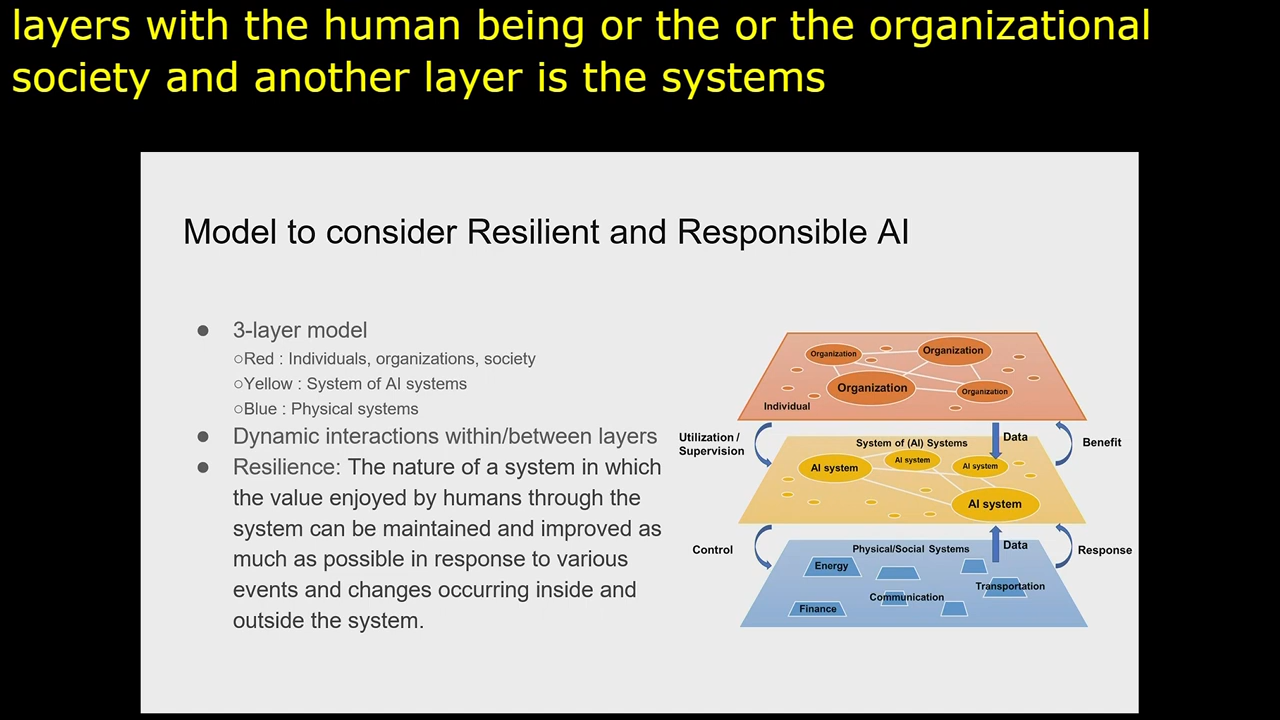 layers with the human being or the or the organizational
society and another layer is the systems
Model to consider Resilient and Responsible AI
● 3-layer model
○Red : Individuals, organizations, society
○Yellow : System of AI systems
○Blue : Physical systems
● Dynamic interactions within/between layers
● Resilience: The nature of a system in which
the value enjoyed by humans through the
system can be maintained and improved as
much as possible in response to various
events and changes occurring inside and
outside the system.
Organization
Organization
Organization
Organization
Individual
Utilization /
Supervision
Data
Benefit
System of (AI) Systems
AI system
AI system
AI system
AI system
Control
Data
Response
Physical/Social Systems
Energy
Transportation
Communication
Finance